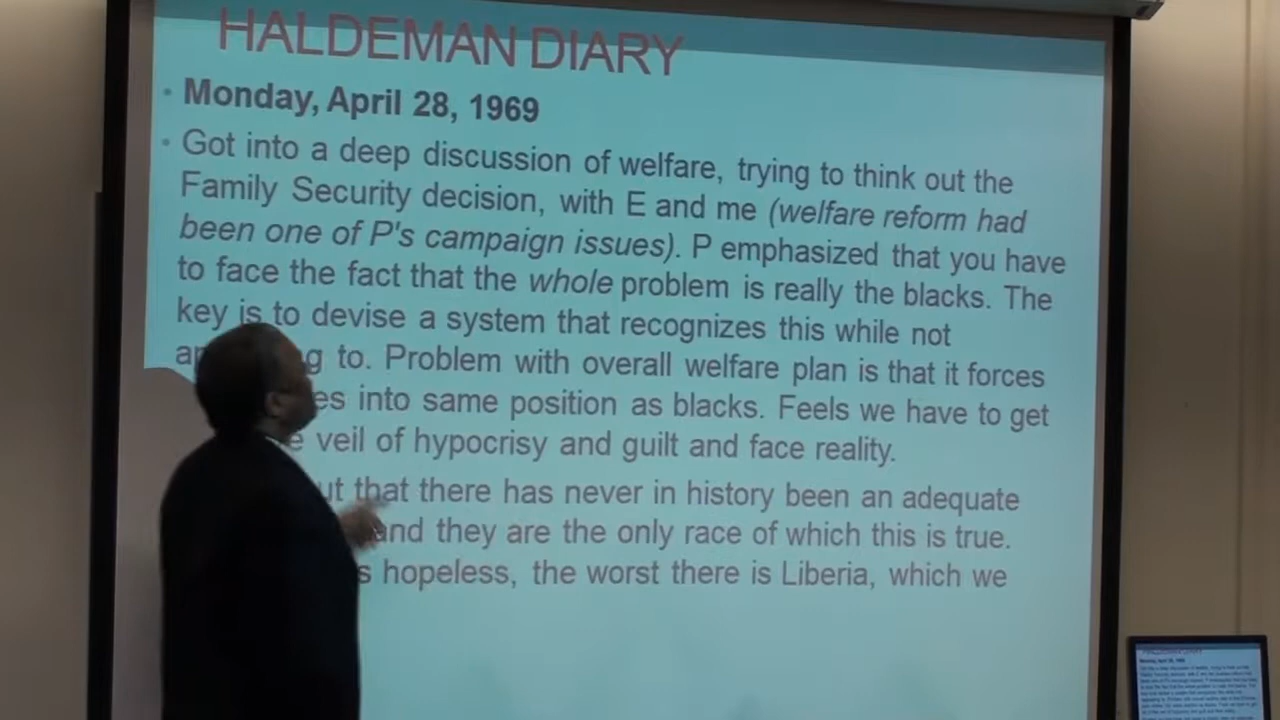 HALDEMAN DIARY
• Monday, April 28, 1969
• Got into a deep discussion of welfare, trying to think out the
Family Security decision, with E and me (welfare reform had
been one of P's campaign issues). P emphasized that you have
to face the fact that the whole problem is really the blacks. The
key is to devise a system that recognizes this while not
to. Problem with overall welfare plan is that it forces
into same position as blacks. Feels we have to get
veil of hypocrisy and guilt and face reality.
that there has never in history been an adequate
and they are the only race of which this is true.
hopeless, the worst there is Liberia, which we
HALDEMAN DIARY
Monday, April 28, 1969